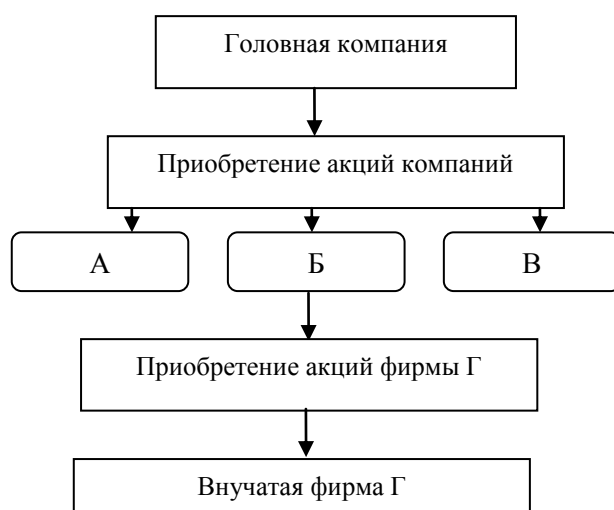 Головная компания
Приобретение акций компаний
А Б В
Приобретение акций фирмы Г
Внучатая фирма Г